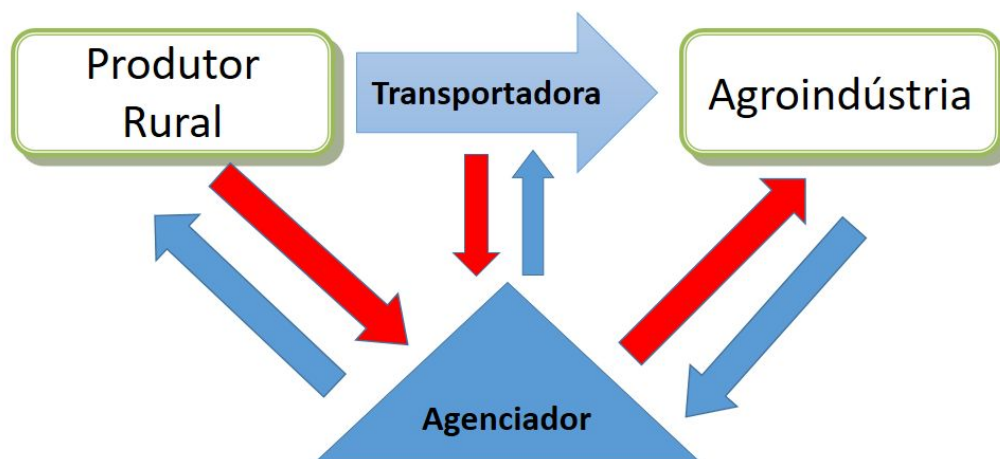 Produtor
Rural
Transportadora
Agroindústria
Agenciador